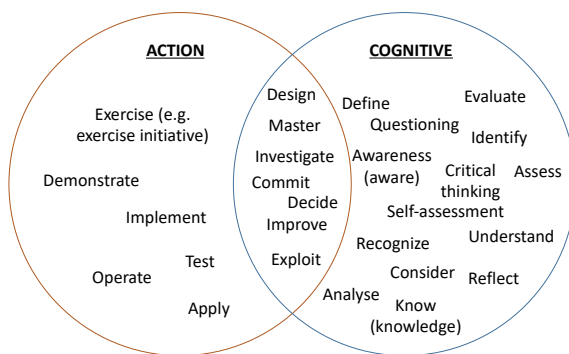 ACTION
COGNITIVE
Exercise (e.g.
exercise initiative)
Demonstrate
Implement
Test
Operate
Apply
Design
Master
Investigate
Commit
Decide
Improve
Exploit
Define
Evaluate
Questioning
Identify
Awareness
(aware)
Critical
thinking
Assess
Self-assessment
Recognize
Understand
Consider
Reflect
Analyse
Know
(knowledge)